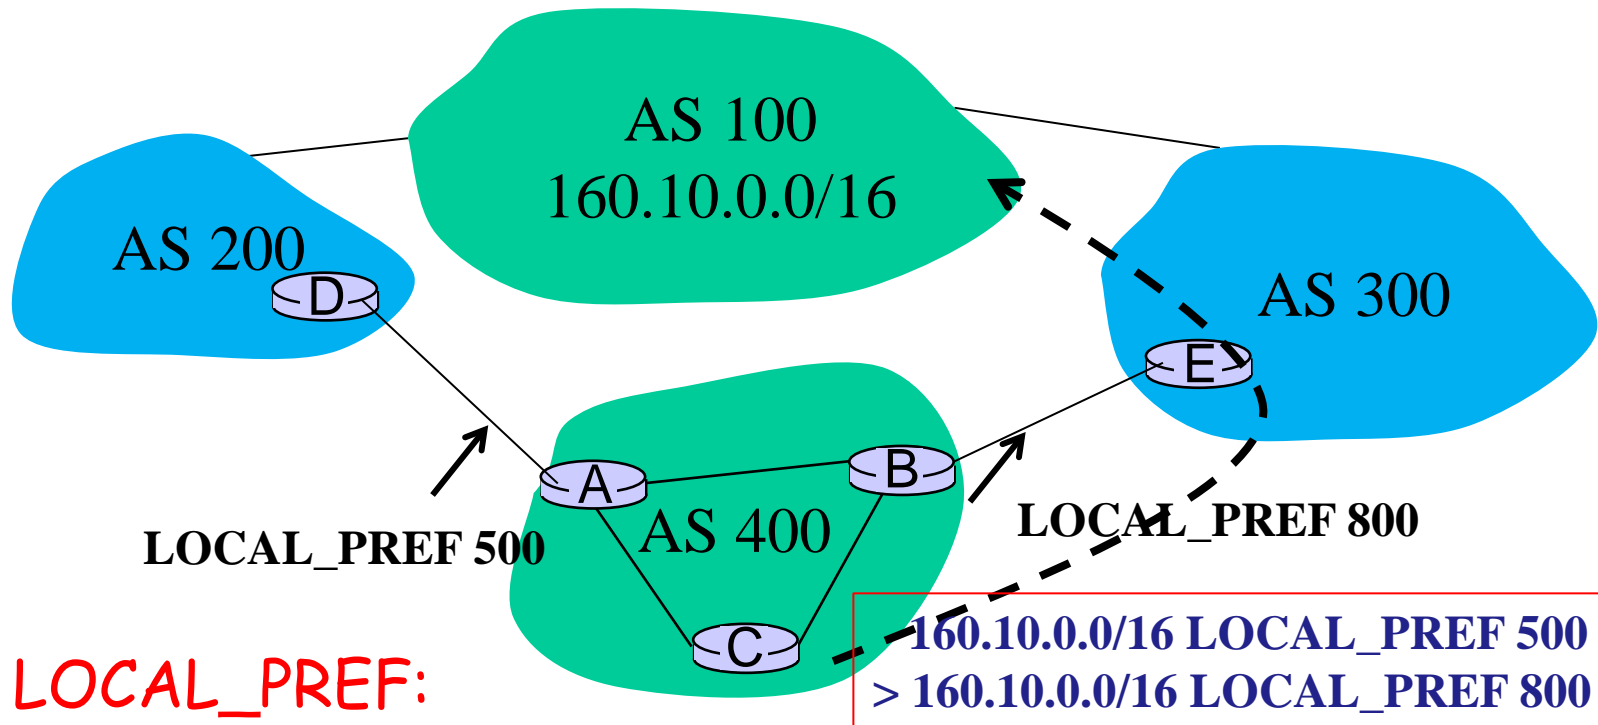 AS 100
160.10.0.0/16
AS 200
D
AS 300
E
A
B
AS 400
LOCAL_PREF 500
LOCAL_PREF 800
C
160.10.0.0/16 LOCAL_PREF 500
> 160.10.0.0/16 LOCAL_PREF 800
LOCAL_PREF: